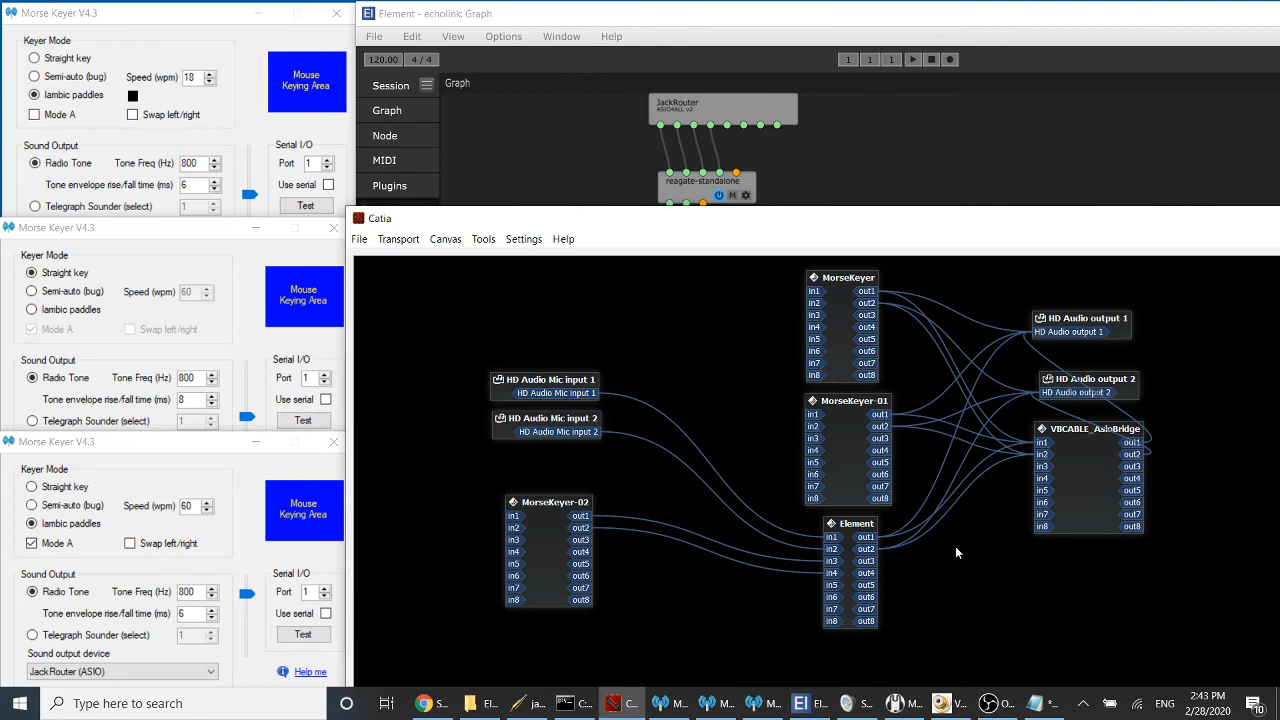 Morse Keyer V4.3
Keyer Mode
Straight key
Semi-auto (bug)
Speed (wpm) 18
Iambic paddles
Mode A
Swap left/right
Mouse
Keying Area
Sound Output
Radio Tone
Tone Freq (Hz) 800
Tone envelope rise/fall time (ms) 6
Telegraph Sounder (select) 1
Serial I/O
Port 1
Use serial
Test
Morse Keyer V4.3
Keyer Mode
Straight key
Semi-auto (bug)
Speed (wpm) 60
Iambic paddles
Mode A
Swap left/right
Mouse
Keying Area
Sound Output
Radio Tone
Tone Freq (Hz) 800
Tone envelope rise/fall time (ms) 8
Telegraph Sounder (select) 1
Serial I/O
Port 1
Use serial
Test
Morse Keyer V4.3
Keyer Mode
Straight key
Semi-auto (bug)
Speed (wpm) 60
Iambic paddles
Mode A
Swap left/right
Mouse
Keying Area
Sound Output
Radio Tone
Tone Freq (Hz) 800
Tone envelope rise/fall time (ms) 6
Telegraph Sounder (select) 1
Sound output device
JackRouter (ASIO)
Serial I/O
Port 1
Use serial
Test
Help me
EI Element - echolink: Graph
File Edit View Options Window Help
120.00 4 / 4
1 1 1
Session
Graph
Node
MIDI
Plugins
Graph
JackRouter
ASIO4ALL v2
reagate-standalone
M
Catia
File Transport Canvas Tools Settings Help
HD Audio Mic input 1
HD Audio Mic input 1
HD Audio Mic input 2
HD Audio Mic input 2
MorseKeyer-02
in1 out1
in2 out2
in3 out3
in4 out4
in5 out5
in6 out6
in7 out7
in8 out8
MorseKeyer
in1 out1
in2 out2
in3 out3
in4 out4
in5 out5
in6 out6
in7 out7
in8 out8
MorseKeyer-01
in1 out1
in2 out2
in3 out3
in4 out4
in5 out5
in6 out6
in7 out7
in8 out8
Element
in1 out1
in2 out2
in3 out3
in4 out4
in5 out5
in6 out6
in7 out7
in8 out8
HD Audio output 1
HD Audio output 1
HD Audio output 2
HD Audio output 2
VBCABLE_AsioBridge
in1 out1
in2 out2
in3 out3
in4 out4
in5 out5
in6 out6
in7 out7
in8 out8
Type here to search
S...
El...
ja...
C:...
C...
M...
M...
M...
EI El...
S...
M...
V...
O...
*...
2:43 PM
2/28/2020
10